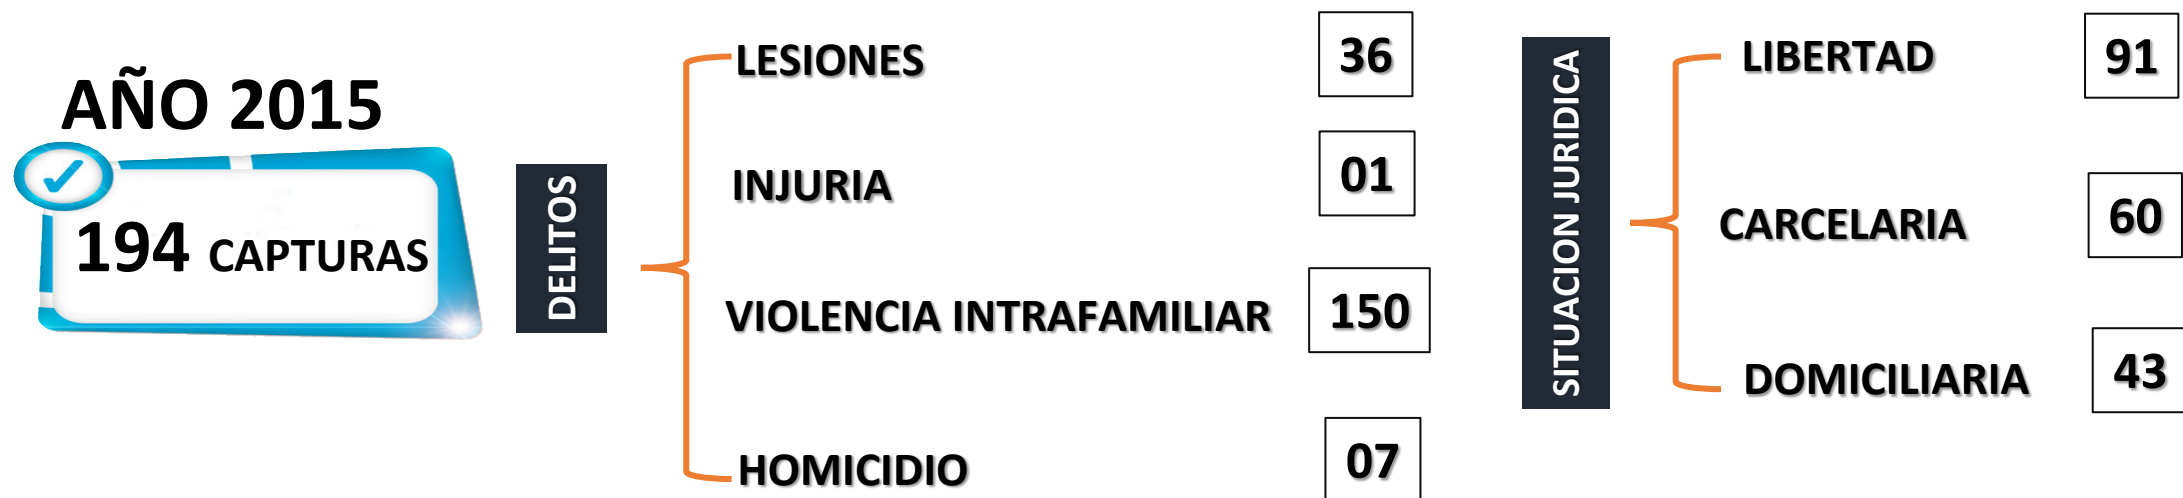 AÑO 2015
194 CAPTURAS
DELITOS
LESIONES 36
INJURIA 01
VIOLENCIA INTRAFAMILIAR 150
HOMICIDIO 07
SITUACION JURIDICA
LIBERTAD 91
CARCELARIA 60
DOMICILIARIA 43